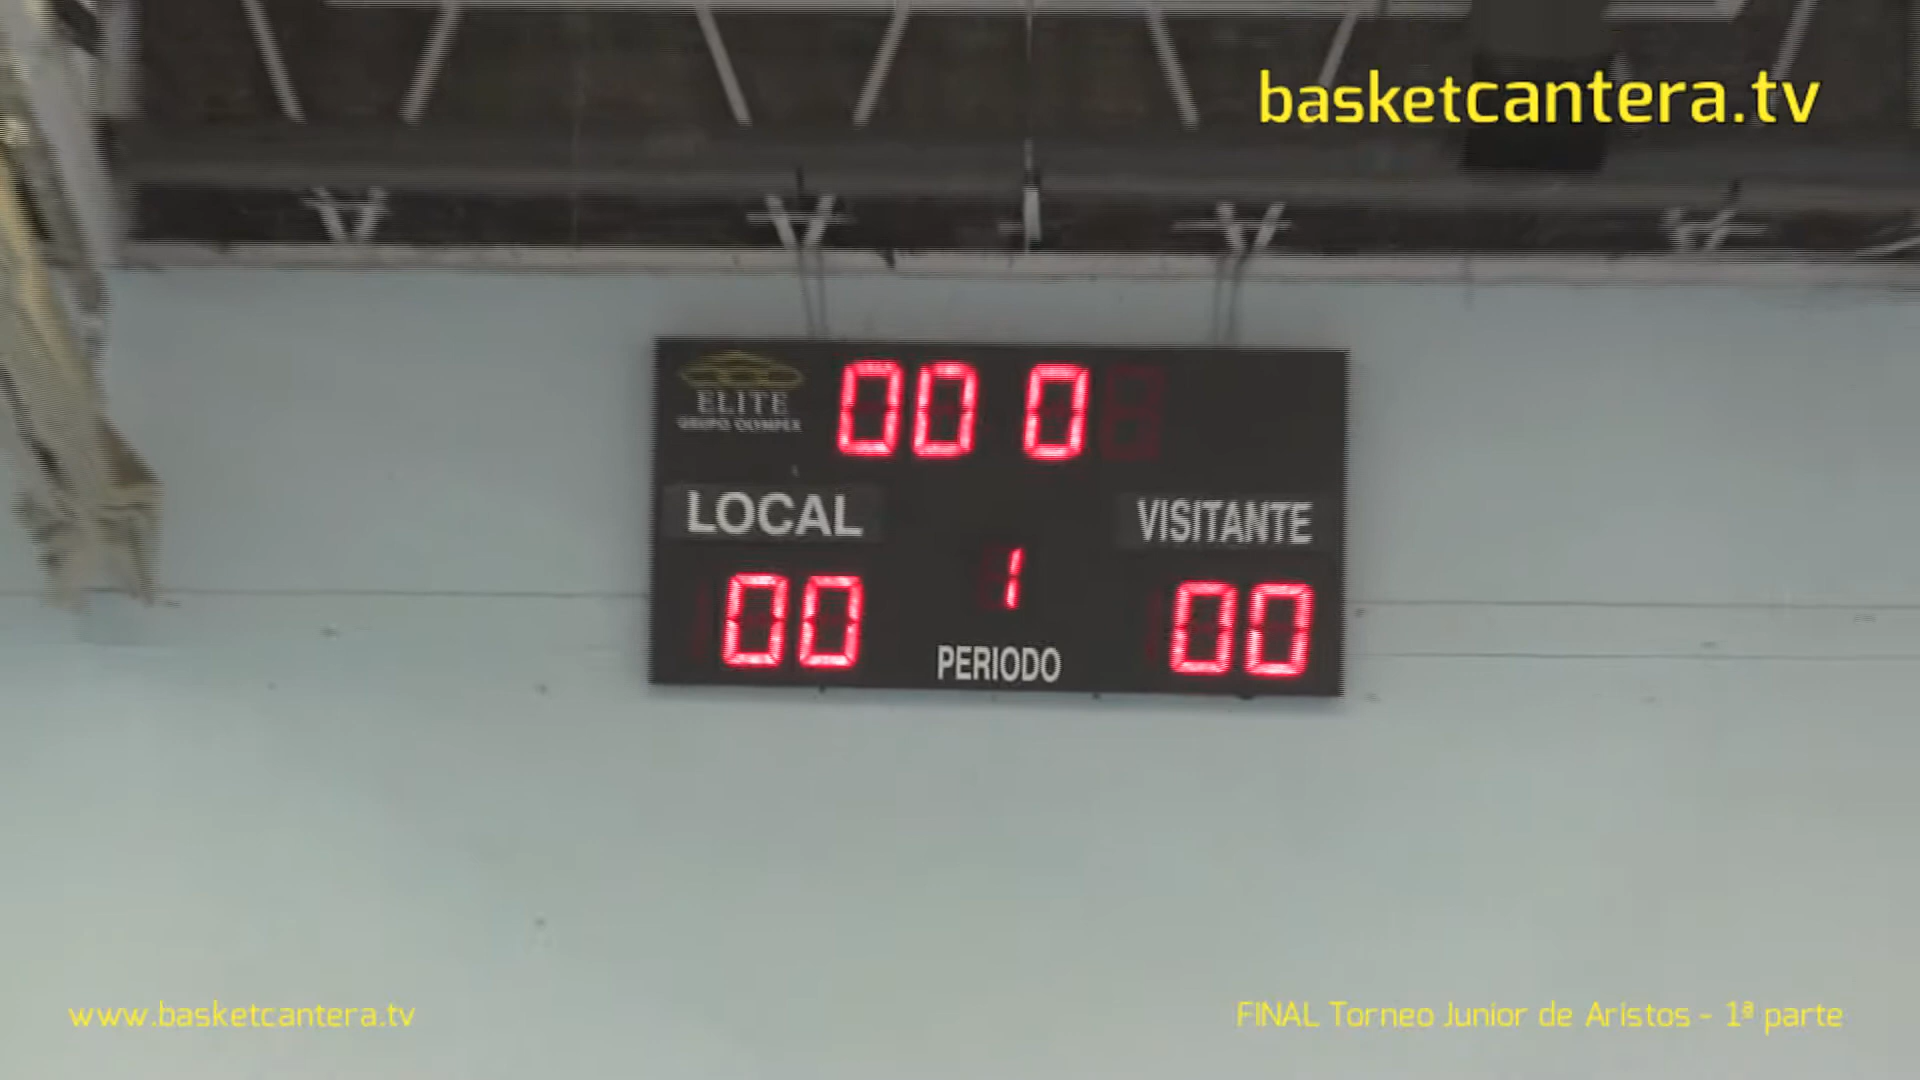 basketcantera.tv
ELITE
GRUPO OLYMPEX
00 0
LOCAL
VISITANTE
1
00
00
PERIODO
www.basketcantera.tv
FINAL Torneo Junior de Aristos - 1ª parte